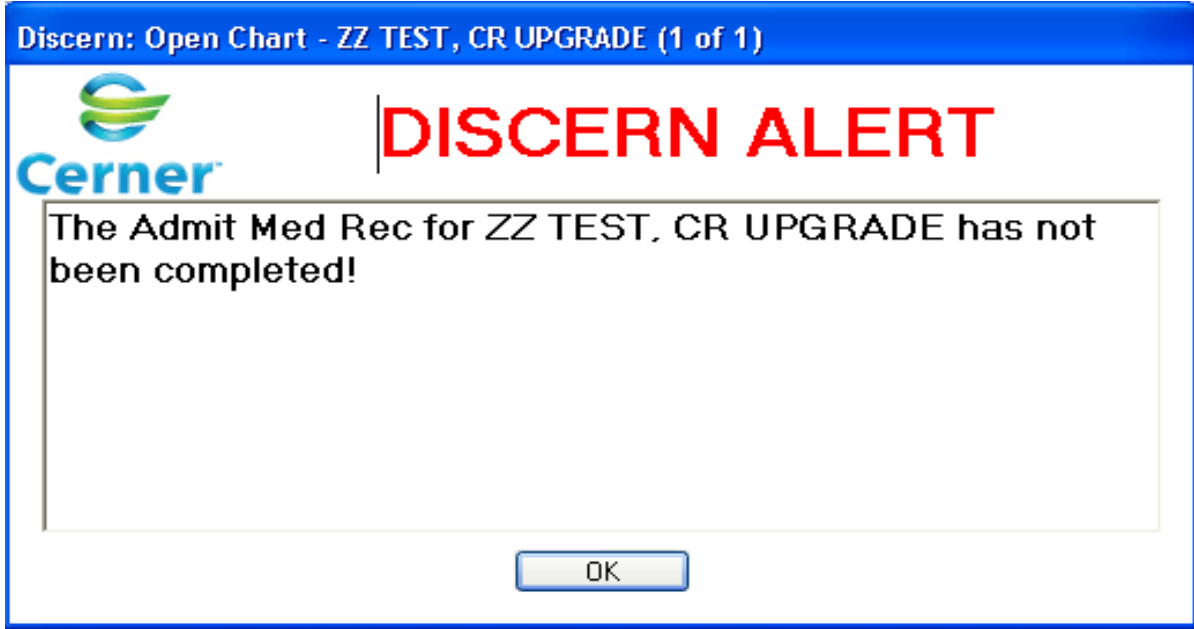 Discern: Open Chart - ZZ TEST, CR UPGRADE (1 of 1)
Cerner™
DISCERN ALERT
The Admit Med Rec for ZZ TEST, CR UPGRADE has not
been completed!
OK